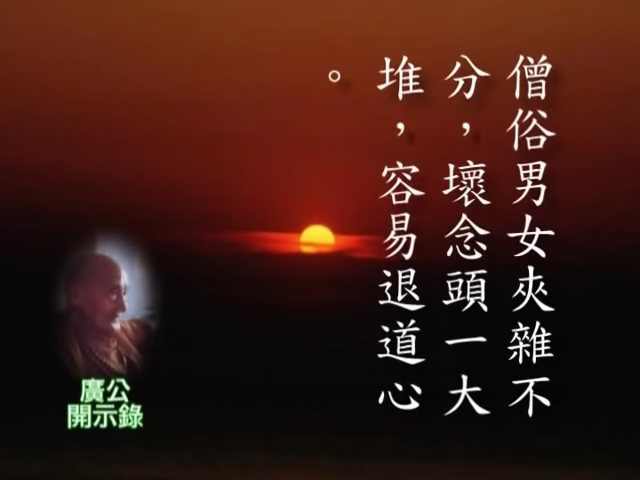 僧俗男女夾雜不
分，壞念頭一大
堆，容易退道心
。
廣公
開示錄